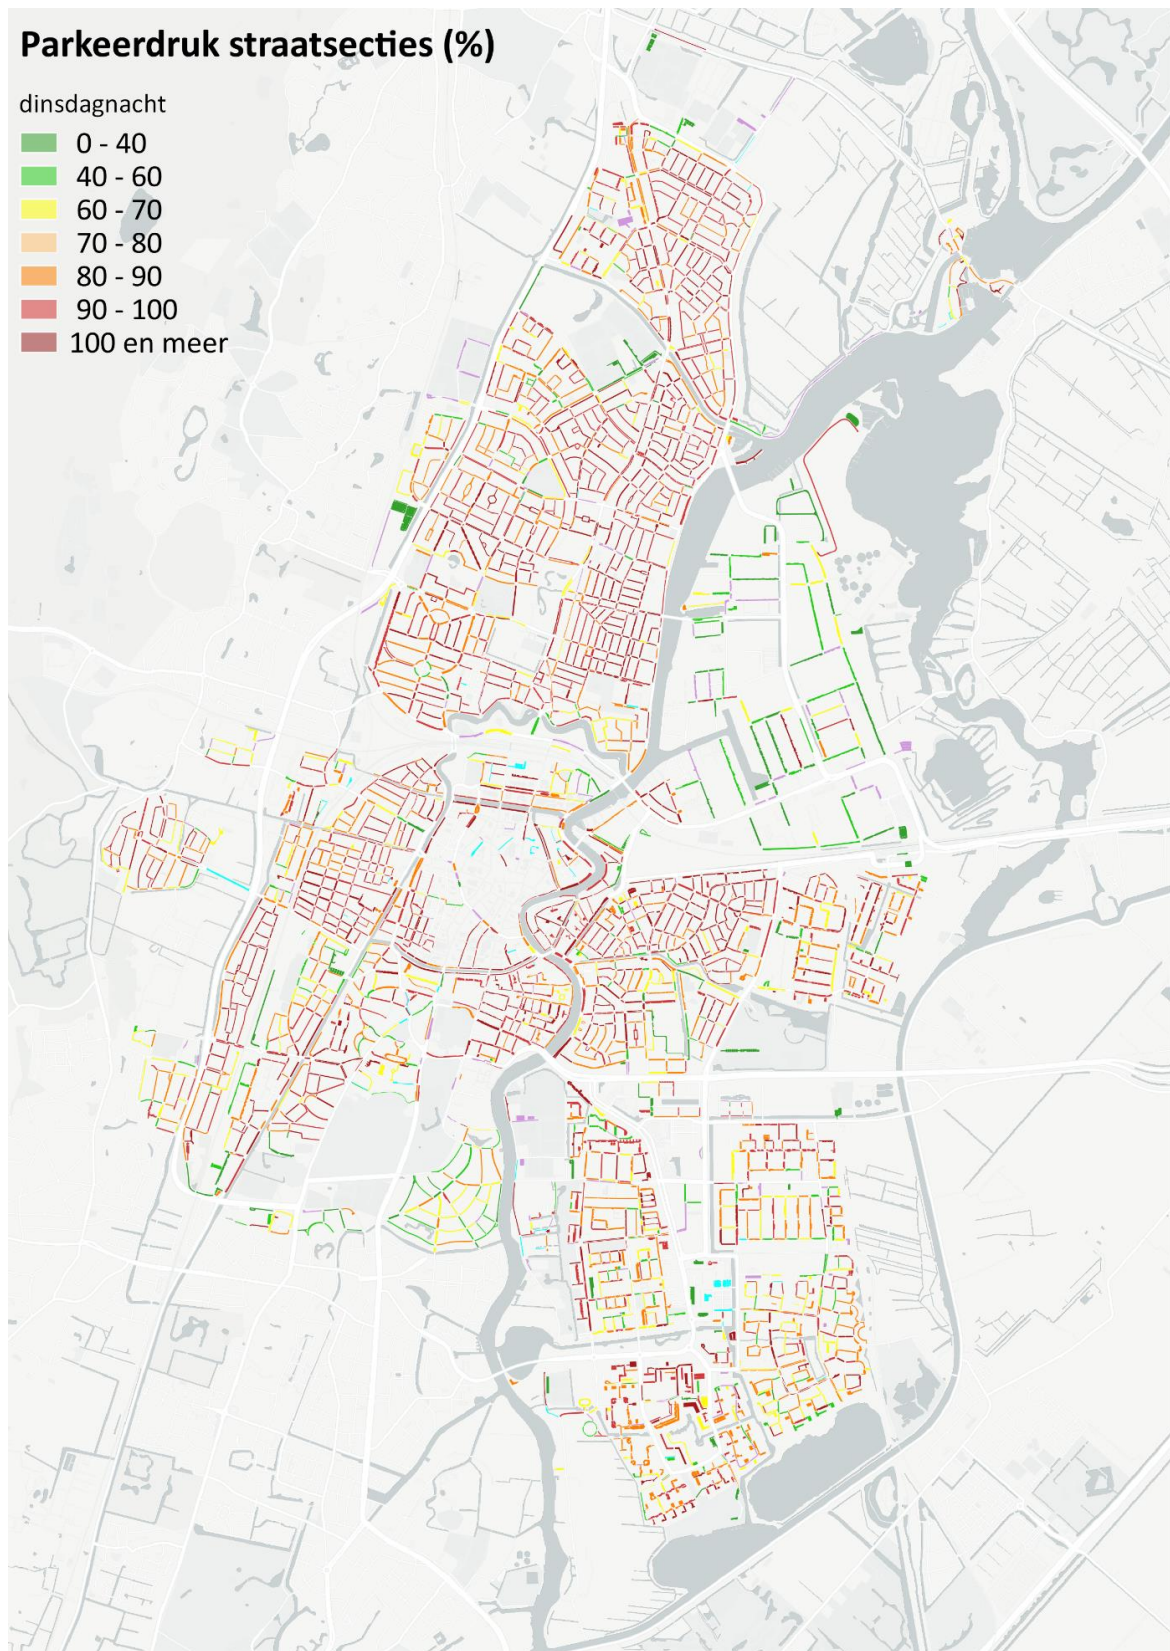 Parkeerdruk straatsecties (%)
dinsdagnacht
0 - 40
40 - 60
60 - 70
70 - 80
80 - 90
90 - 100
100 en meer